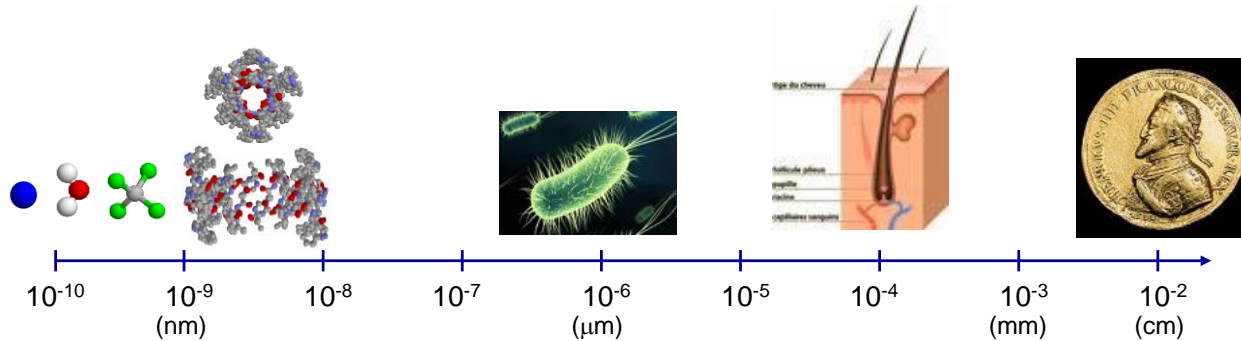 tige du cheveu
follicule pileux
papille
racine
capillaires sanguins
FRANCOR
10⁻¹⁰ 10⁻⁹ 10⁻⁸ 10⁻⁷ 10⁻⁶ 10⁻⁵ 10⁻⁴ 10⁻³ 10⁻²
(nm) (μm) (mm) (cm)